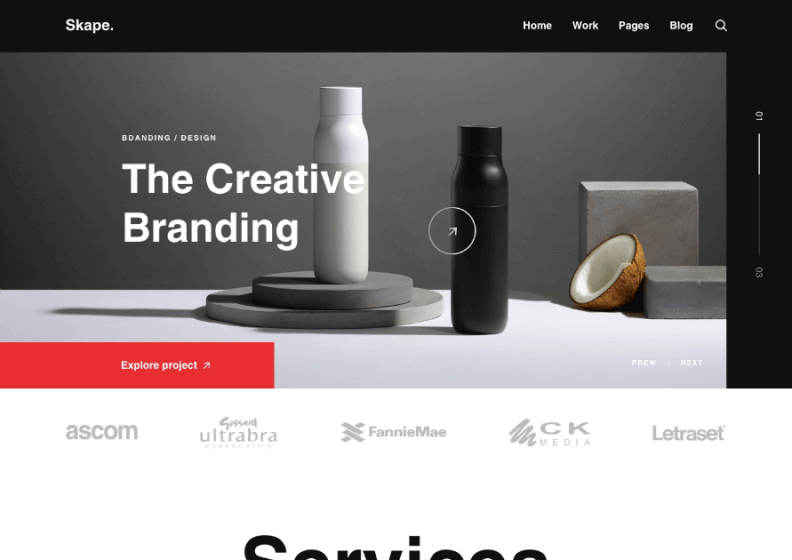 Skape.
Home Work Pages Blog
01
BDANDING / DESIGN
The Creative
Branding
03
Explore project
PREW | NEXT
ascom
Gossard
ultrabra
PERFECTION
FannieMae
CK
MEDIA
Letraset
Services